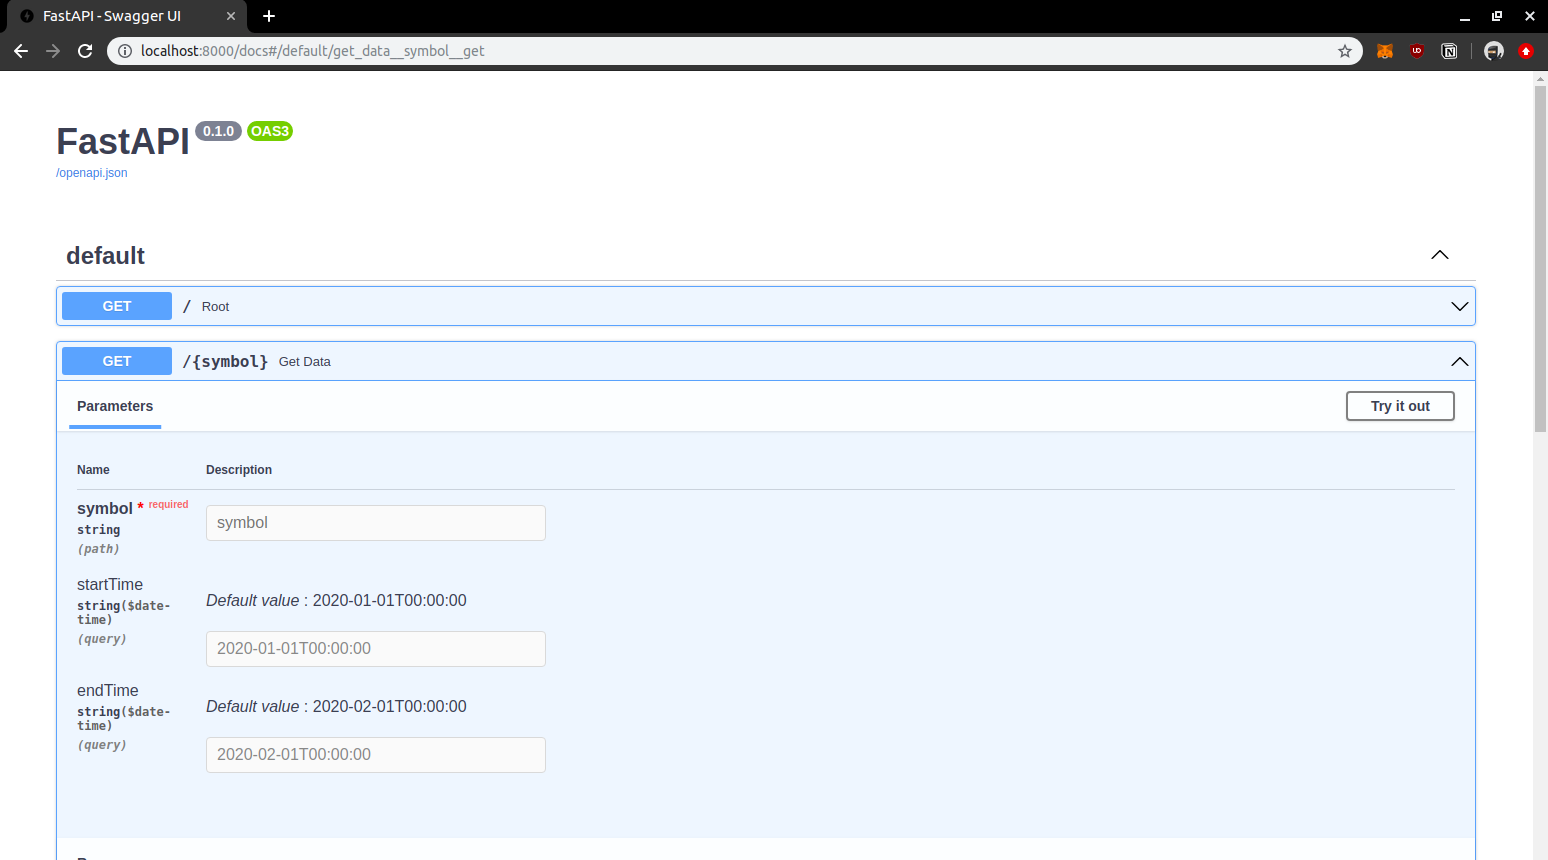 FastAPI - Swagger UI
localhost:8000/docs#/default/get_data__symbol__get
FastAPI 0.1.0 OAS3
/openapi.json
default
GET / Root
GET /{symbol} Get Data
Parameters Try it out
Name Description
symbol * required
string
(path)
symbol
startTime
string($date-
time)
(query)
Default value : 2020-01-01T00:00:00
2020-01-01T00:00:00
endTime
string($date-
time)
(query)
Default value : 2020-02-01T00:00:00
2020-02-01T00:00:00